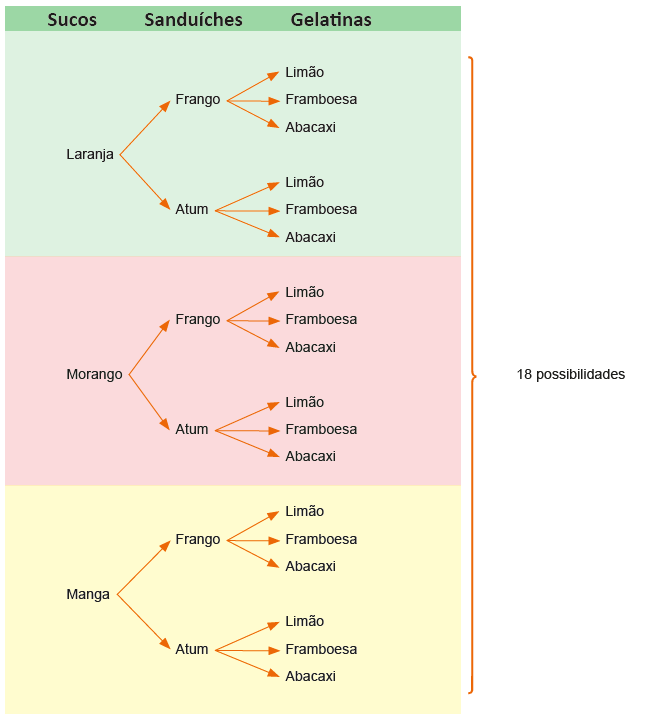 Sucos Sanduíches Gelatinas
Limão
Frango Framboesa
Abacaxi
Laranja
Limão
Atum Framboesa
Abacaxi
Limão
Frango Framboesa
Abacaxi
Morango 18 possibilidades
Limão
Atum Framboesa
Abacaxi
Limão
Frango Framboesa
Abacaxi
Manga
Limão
Atum Framboesa
Abacaxi